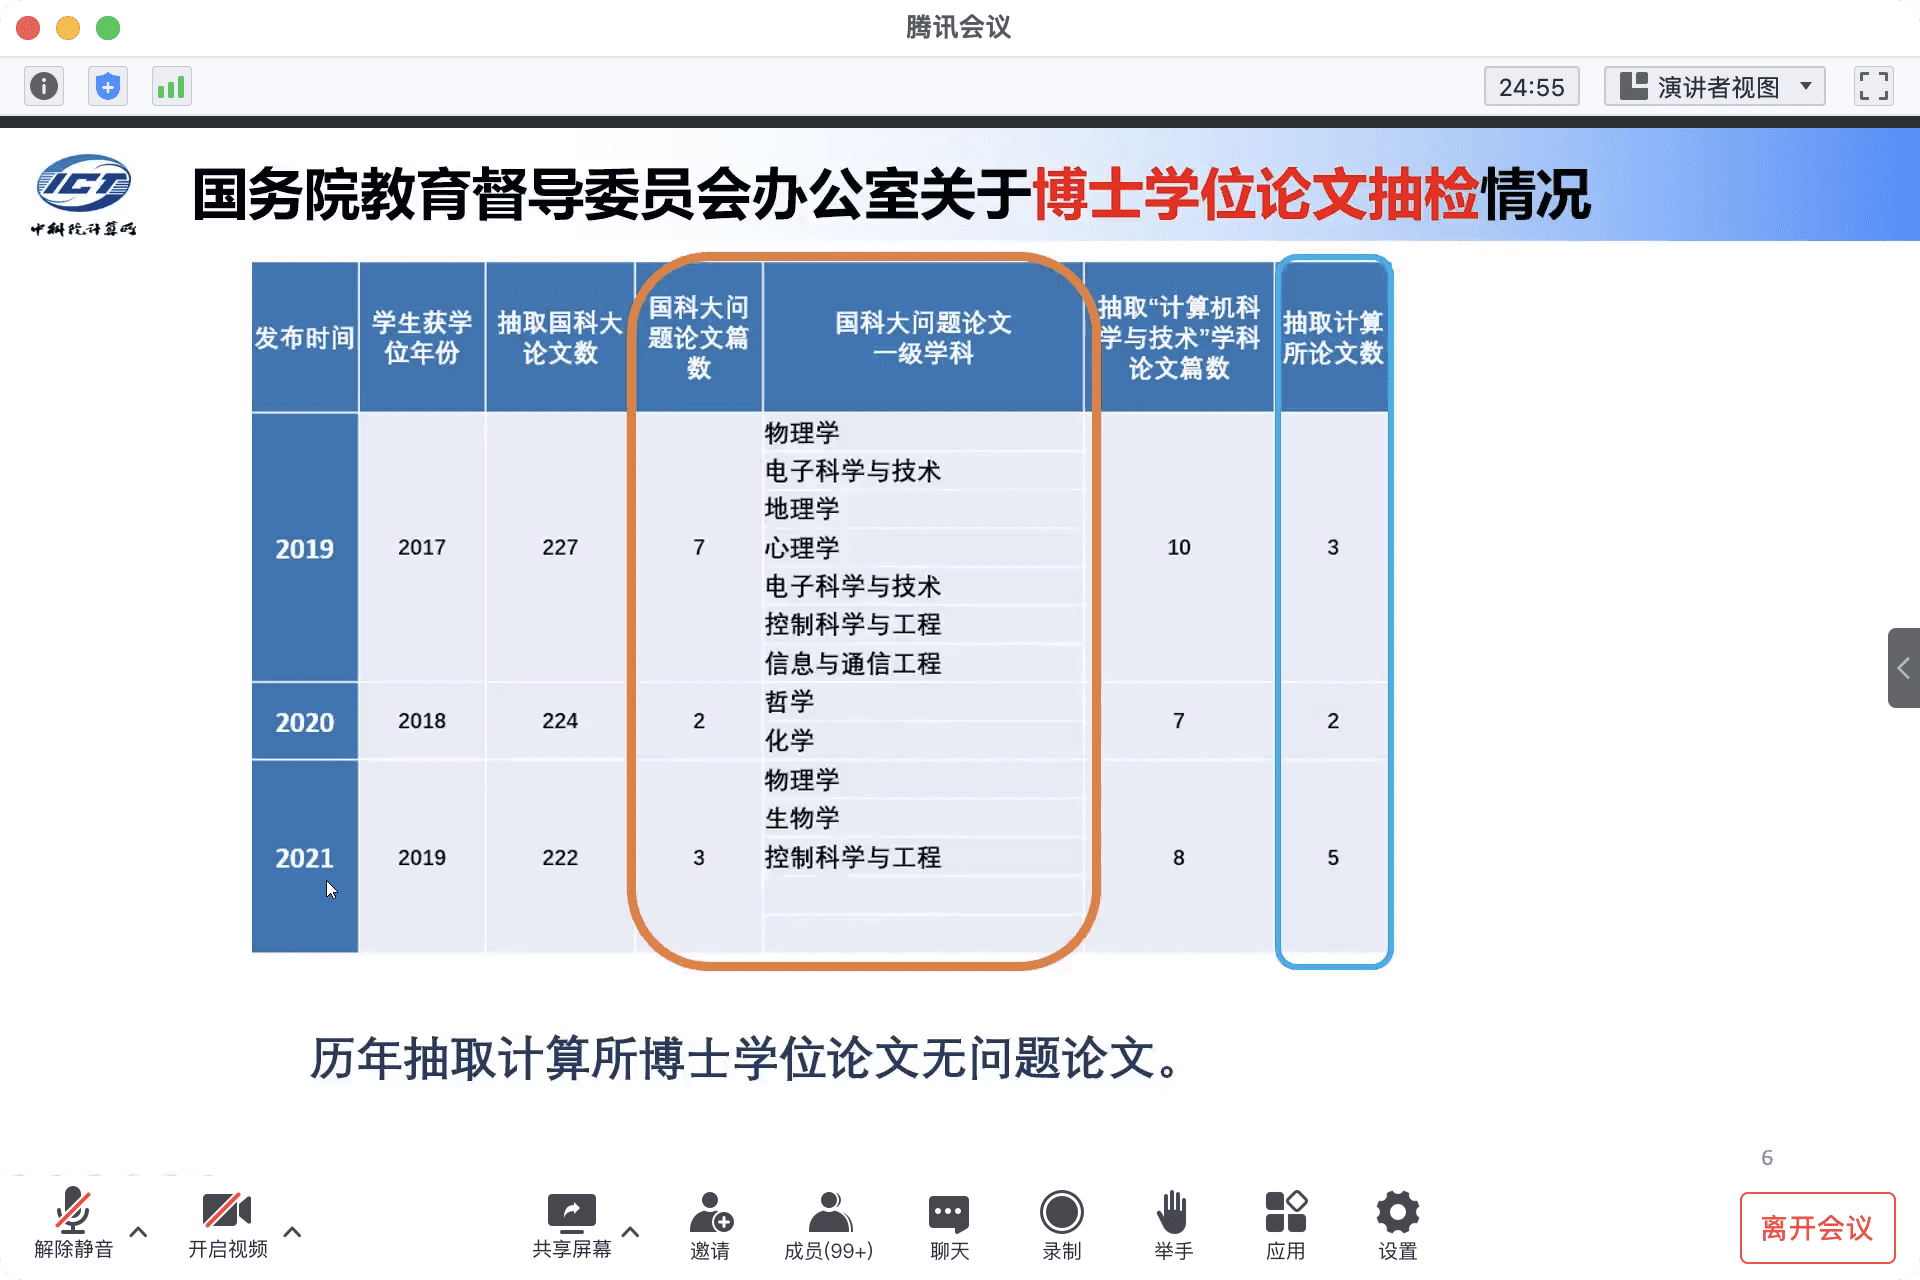 腾讯会议
24:55
演讲者视图
ICT
中科院计算所
国务院教育督导委员会办公室关于博士学位论文抽检情况
发布时间
学生获学
位年份
抽取国科大
论文数
国科大问
题论文篇
数
国科大问题论文
一级学科
抽取“计算机科
学与技术”学科
论文篇数
抽取计算
所论文数
2019
2017
227
7
物理学
电子科学与技术
地理学
心理学
电子科学与技术
控制科学与工程
信息与通信工程
10
3
2020
2018
224
2
哲学
化学
7
2
2021
2019
222
3
物理学
生物学
控制科学与工程
8
5
历年抽取计算所博士学位论文无问题论文。
6
解除静音
开启视频
共享屏幕
邀请
成员(99+)
聊天
录制
举手
应用
设置
离开会议